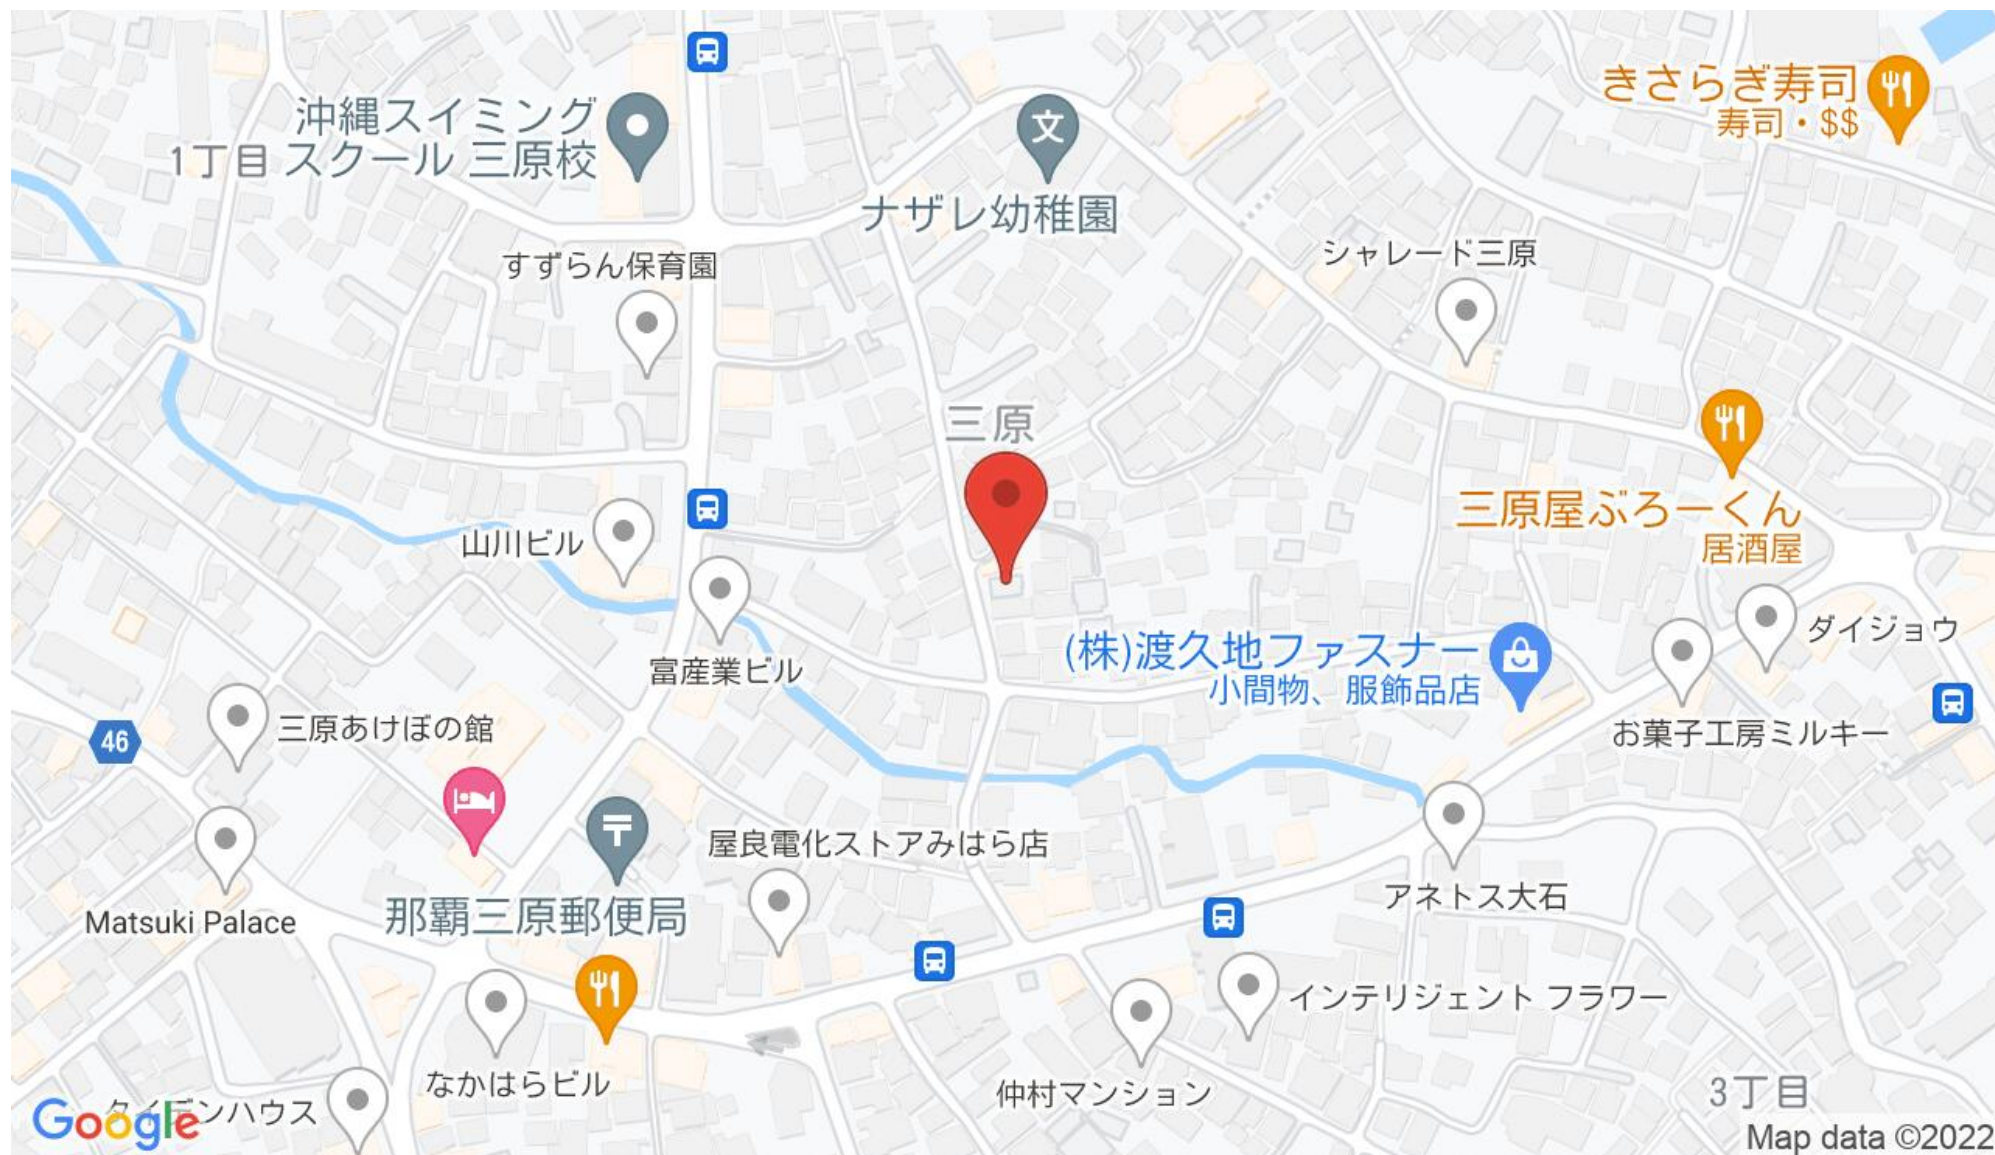 沖縄スイミング
スクール 三原校
1丁目
文
ナザレ幼稚園
きさらぎ寿司
寿司・$$
すずらん保育園
シャレード三原
三原
三原屋ぶろーくん
居酒屋
山川ビル
富産業ビル
(株)渡久地ファスナー
小間物、服飾品店
ダイジョウ
お菓子工房ミルキー
三原あけぼの館
46
〒
屋良電化ストアみはら店
アネトス大石
Matsuki Palace
那覇三原郵便局
インテリジェント フラワー
なかはらビル
仲村マンション
3丁目
タイデンハウス
Google
Map data ©2022